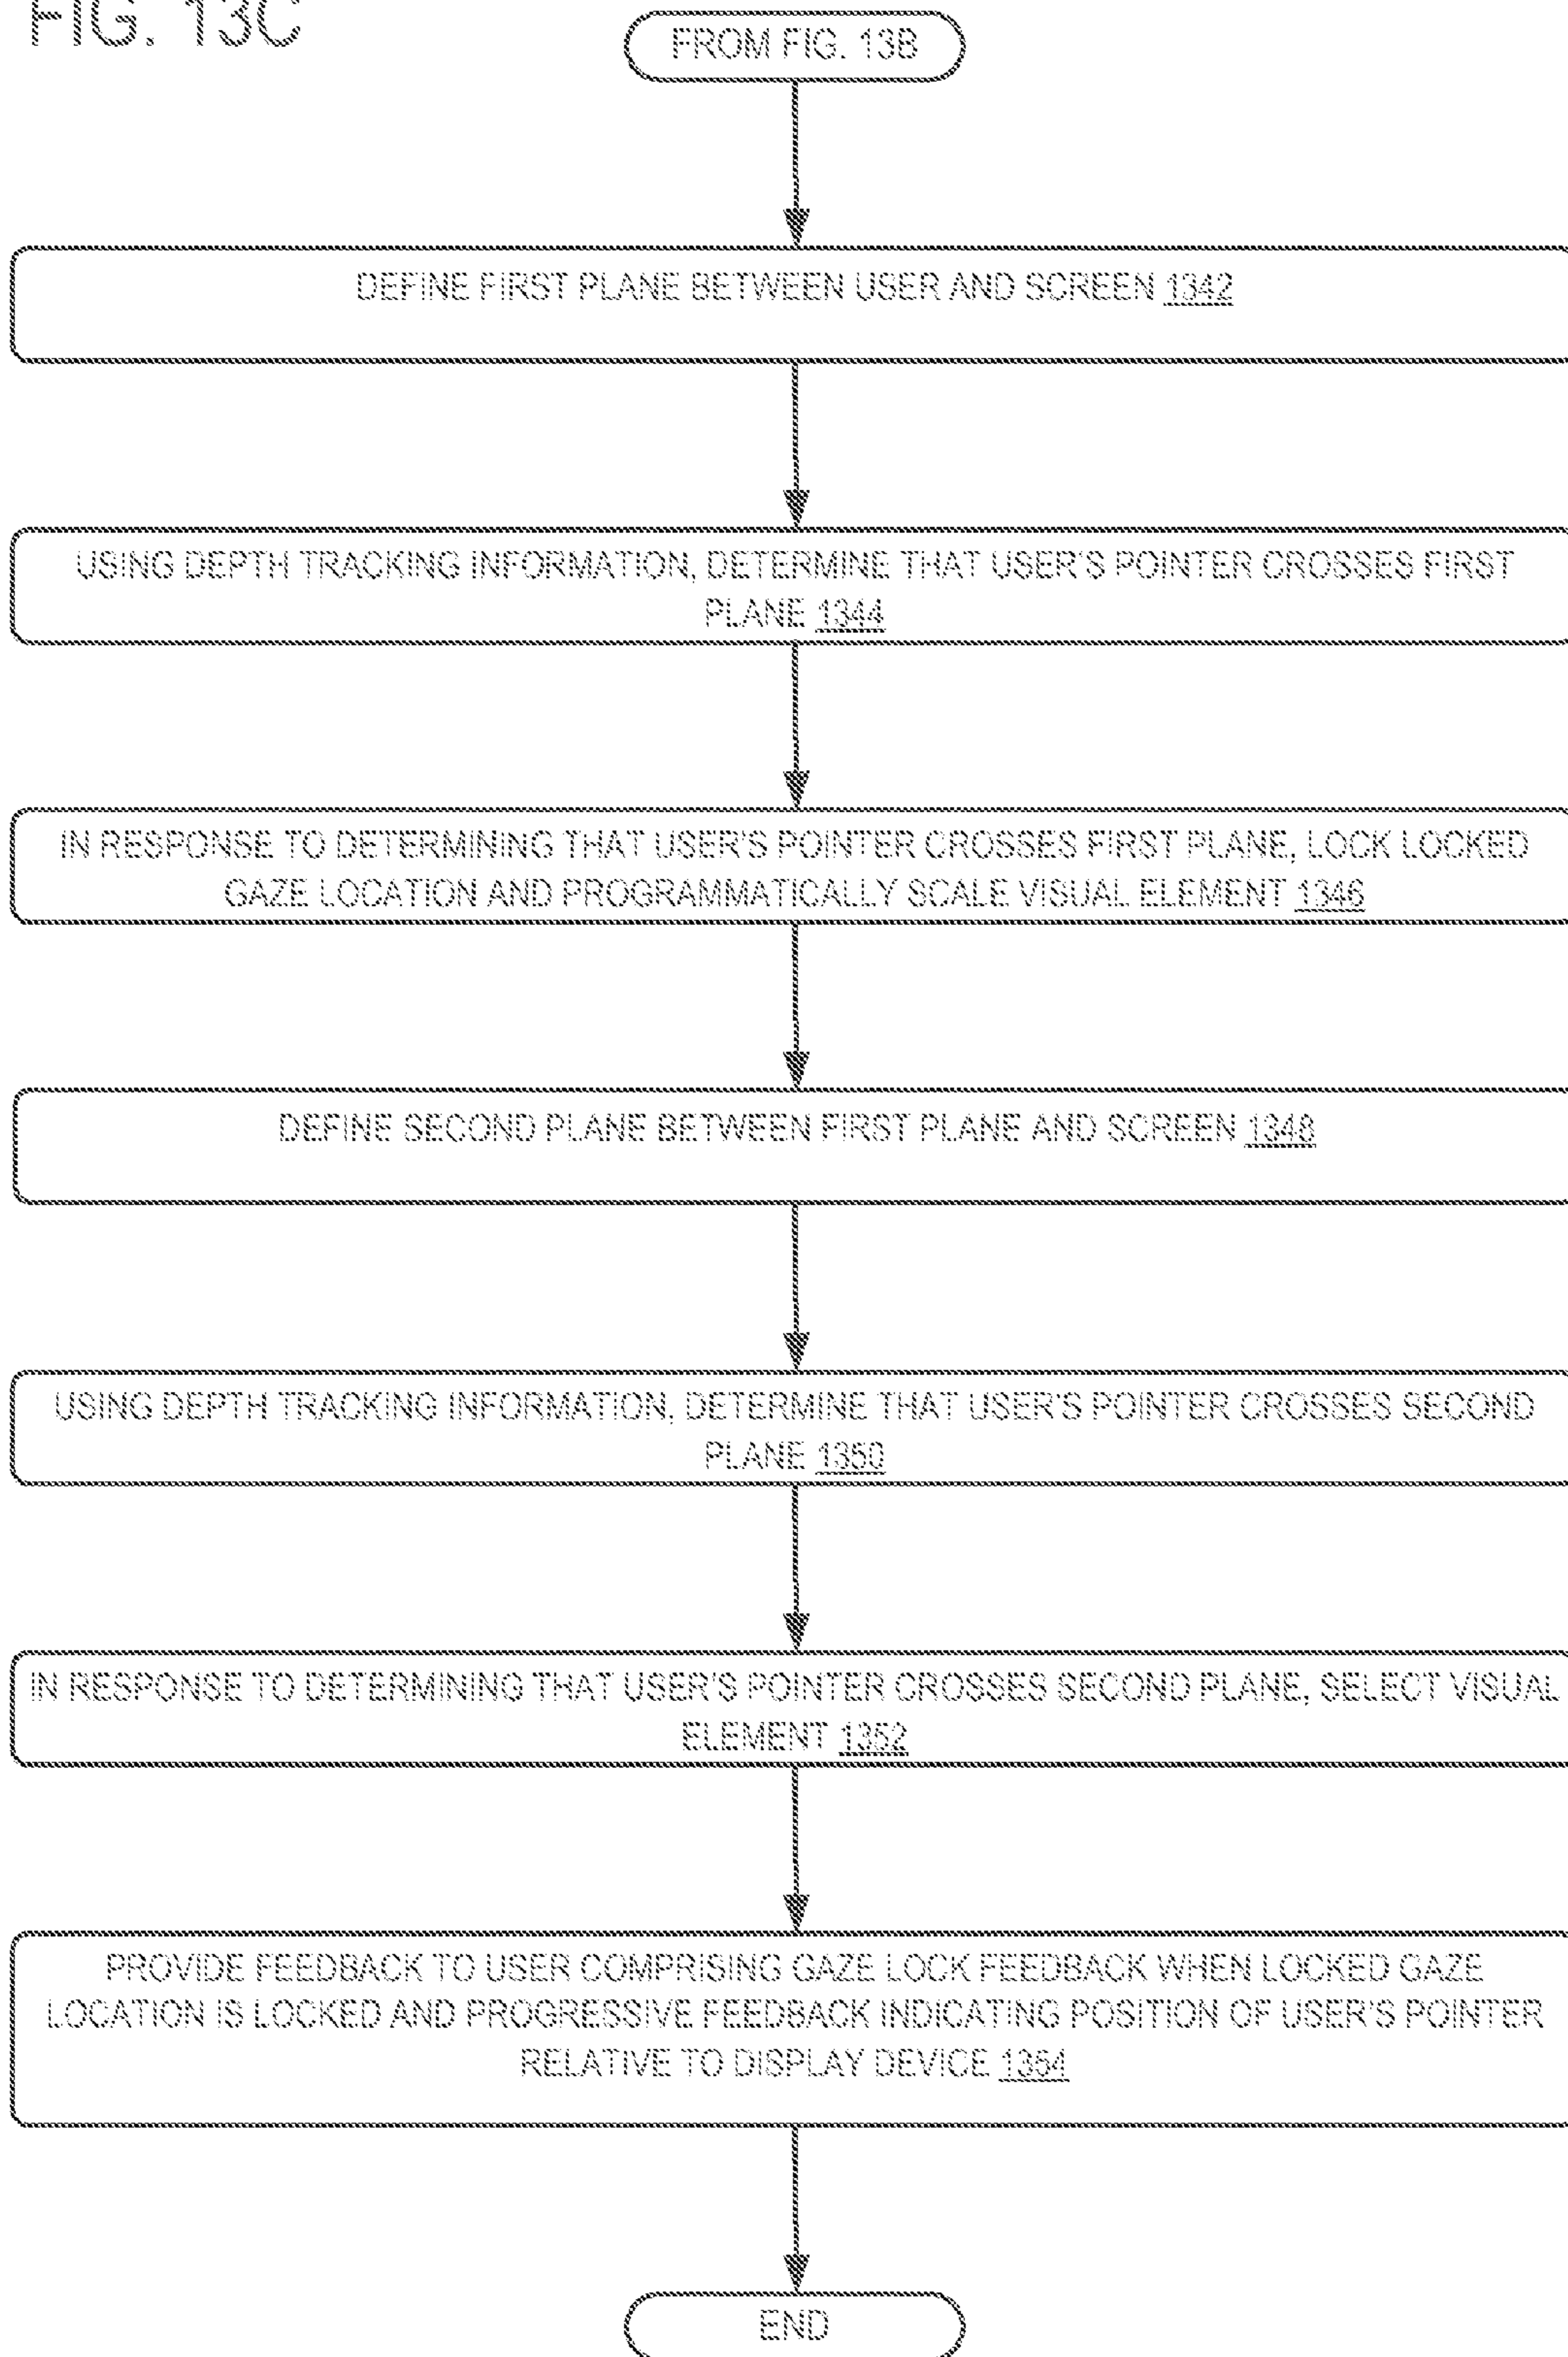 FIG. 13C
FROM FIG. 13B
DEFINE FIRST PLANE BETWEEN USER AND SCREEN 1342
USING DEPTH TRACKING INFORMATION, DETERMINE THAT USER'S POINTER CROSSES FIRST
PLANE 1344
IN RESPONSE TO DETERMINING THAT USER'S POINTER CROSSES FIRST PLANE, LOCK LOCKED
GAZE LOCATION AND PROGRAMMATICALLY SCALE VISUAL ELEMENT 1346
DEFINE SECOND PLANE BETWEEN FIRST PLANE AND SCREEN 1348
USING DEPTH TRACKING INFORMATION, DETERMINE THAT USER'S POINTER CROSSES SECOND
PLANE 1350
IN RESPONSE TO DETERMINING THAT USER'S POINTER CROSSES SECOND PLANE, SELECT VISUAL
ELEMENT 1352
PROVIDE FEEDBACK TO USER COMPRISING GAZE LOCK FEEDBACK WHEN LOCKED GAZE
LOCATION IS LOCKED AND PROGRESSIVE FEEDBACK INDICATING POSITION OF USER'S POINTER
RELATIVE TO DISPLAY DEVICE 1354
END